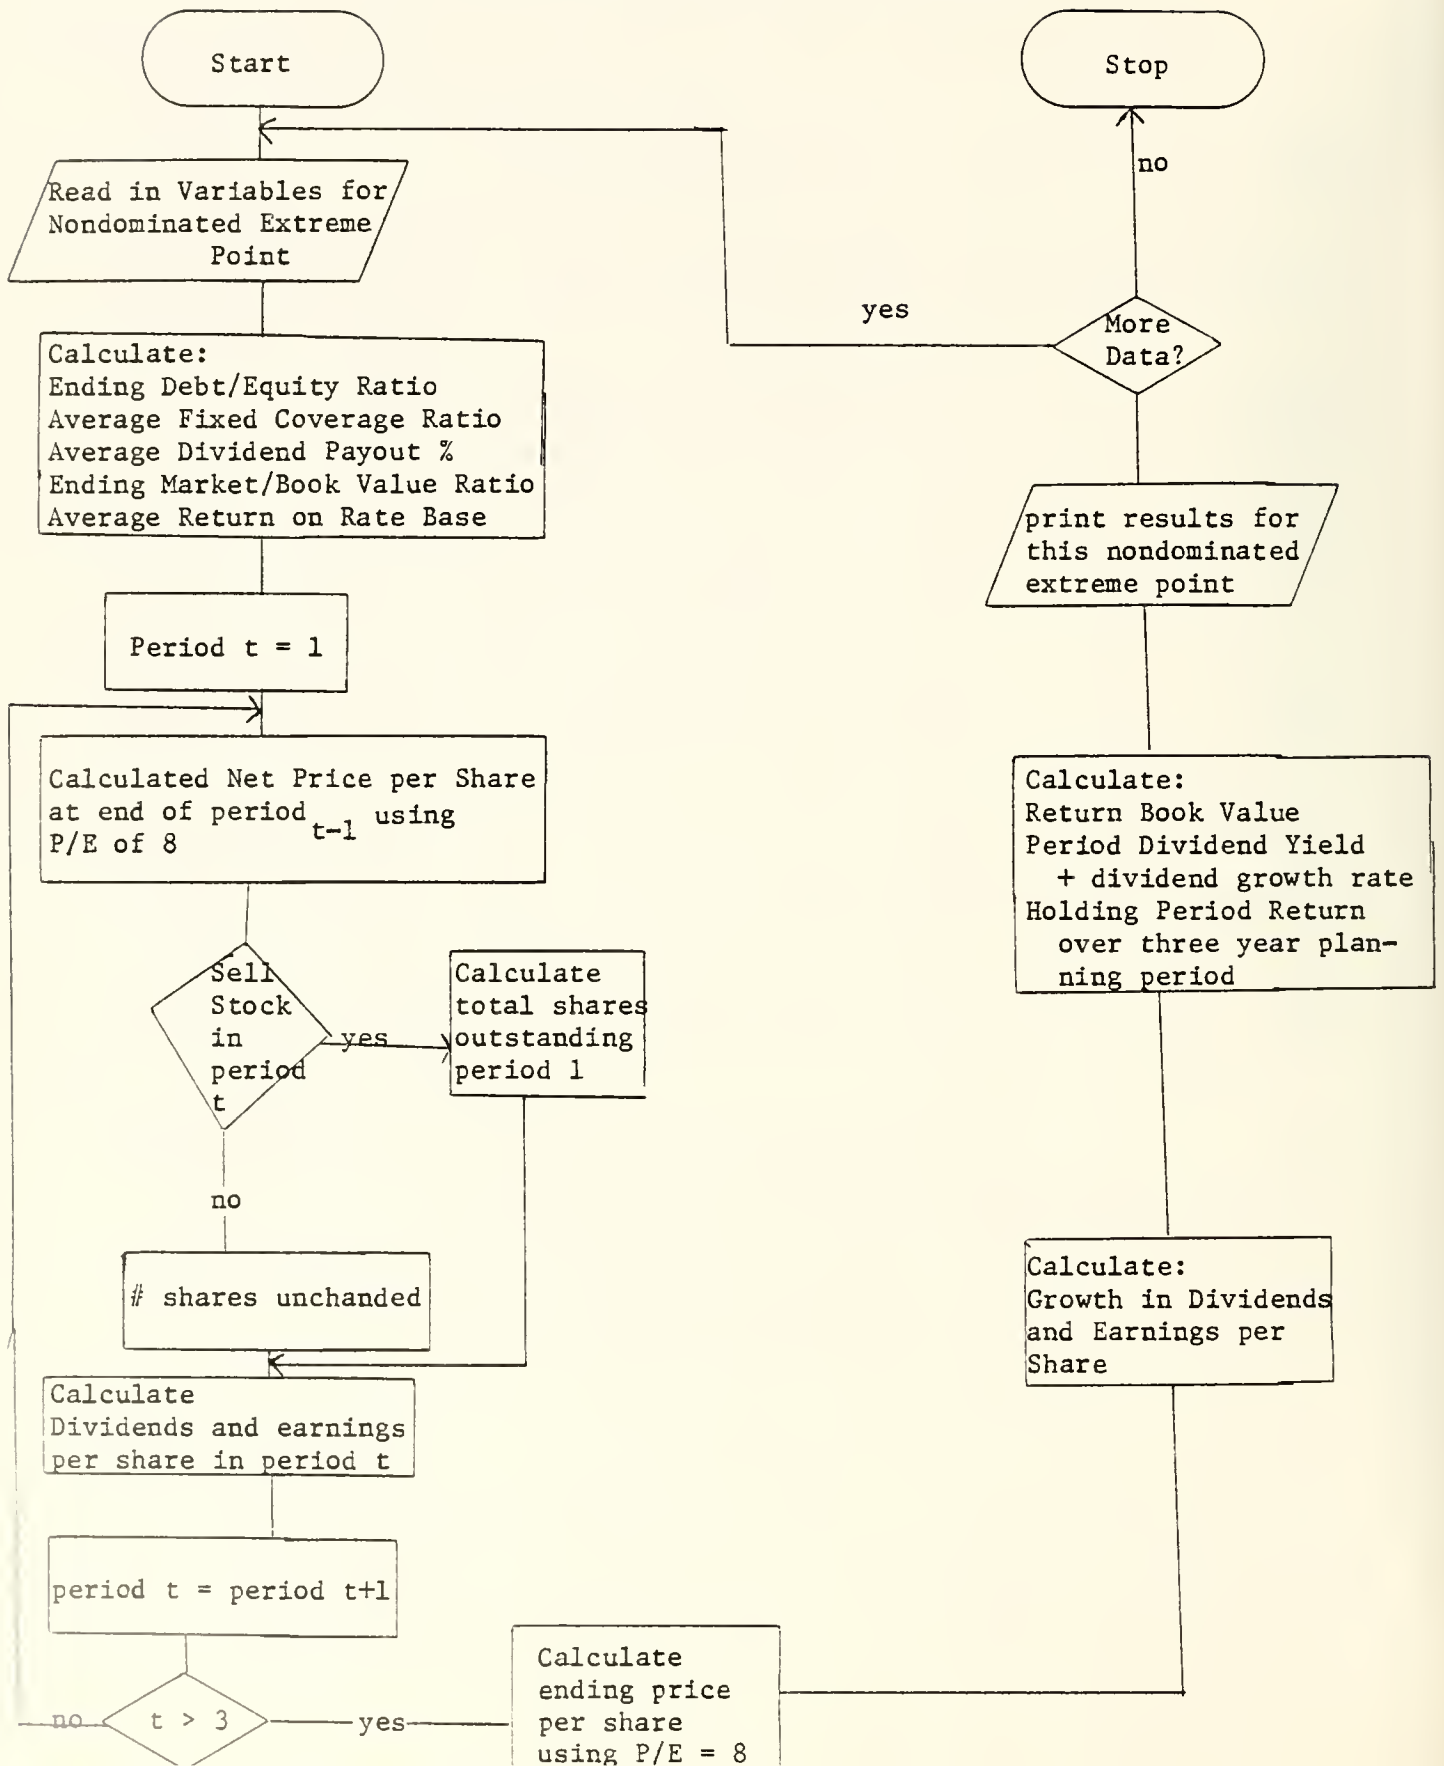 Start
Read in Variables for
Nondominated Extreme
Point
Calculate:
Ending Debt/Equity Ratio
Average Fixed Coverage Ratio
Average Dividend Payout %
Ending Market/Book Value Ratio
Average Return on Rate Base
Period t = 1
Calculated Net Price per Share
at end of period t-1 using
P/E of 8
Sell
Stock
in
period
t
yes
Calculate
total shares
outstanding
period 1
no
# shares unchanded
Calculate
Dividends and earnings
per share in period t
period t = period t+1
no
t > 3
yes
Calculate
ending price
per share
using P/E = 8
Calculate:
Growth in Dividends
and Earnings per
Share
Calculate:
Return Book Value
Period Dividend Yield
+ dividend growth rate
Holding Period Return
over three year plan-
ning period
print results for
this nondominated
extreme point
More
Data?
yes
no
Stop